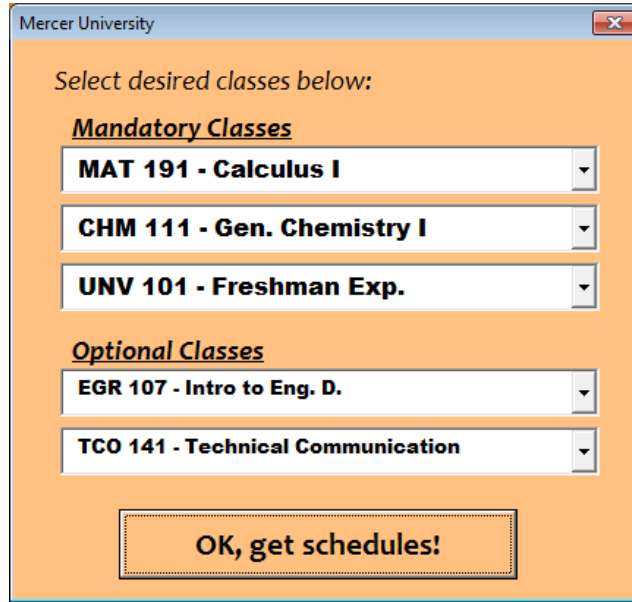 Mercer University
Select desired classes below:
Mandatory Classes
MAT 191 - Calculus I
CHM 111 - Gen. Chemistry I
UNV 101 - Freshman Exp.
Optional Classes
EGR 107 - Intro to Eng. D.
TCO 141 - Technical Communication
OK, get schedules!